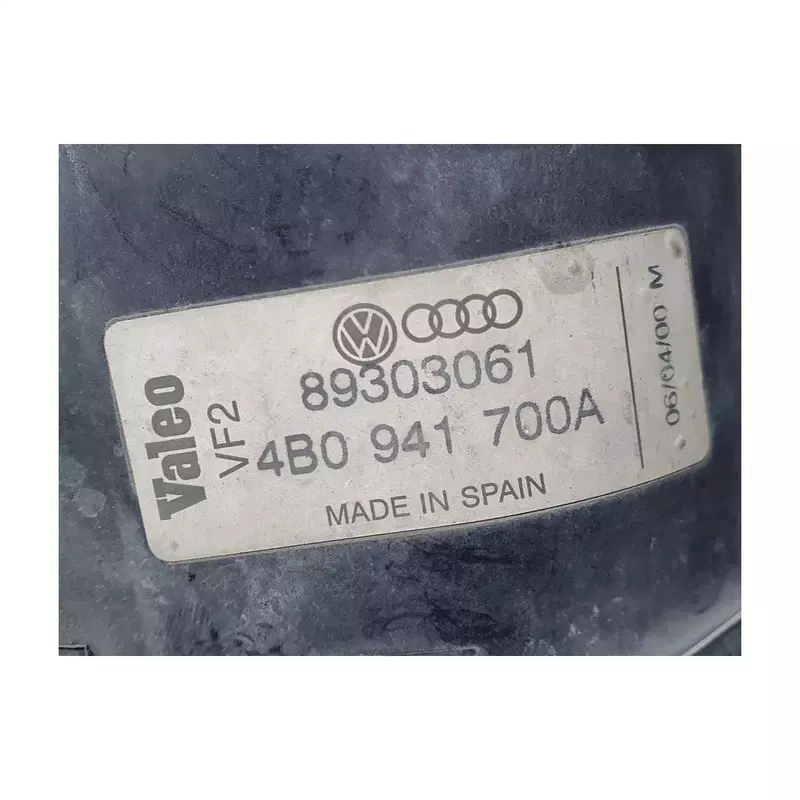 Valeo
VF2
89303061
4B0 941 700A
MADE IN SPAIN
06/04/00 M